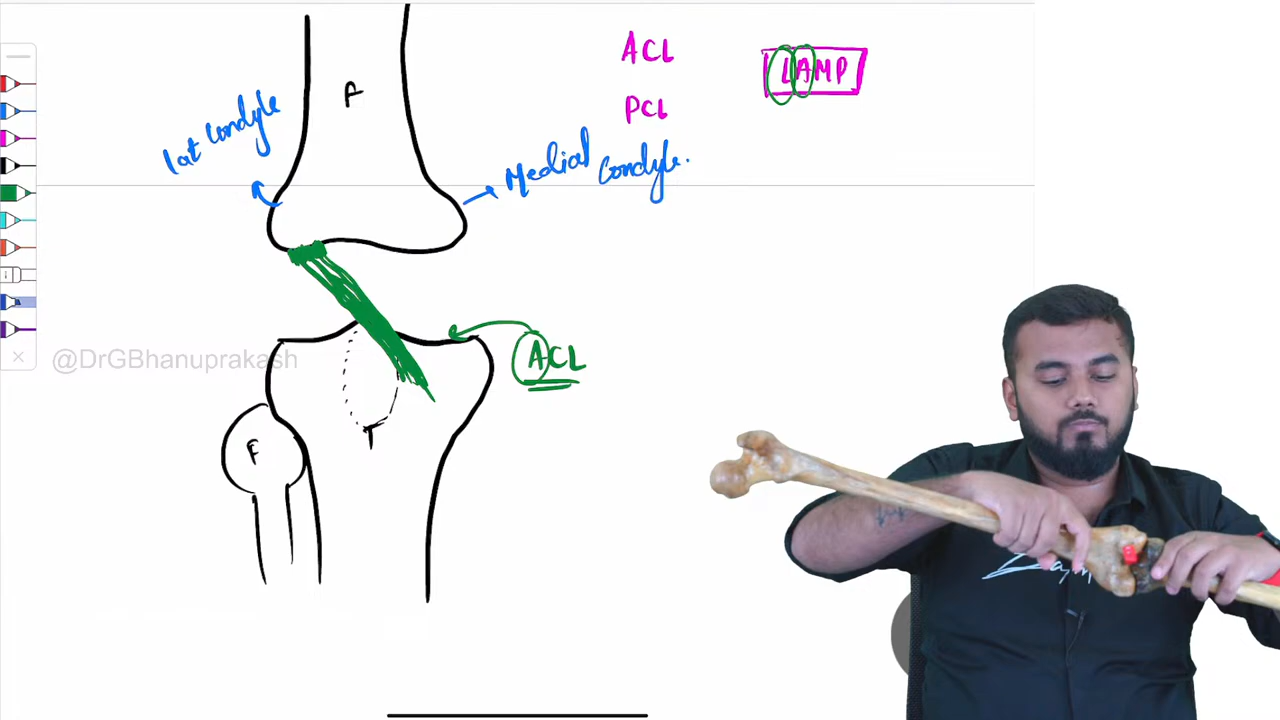 ACL
LAMP
F
PCL
lat Condyle
Medial Condyle.
@DrGBhanuprakash
ACL
F
T